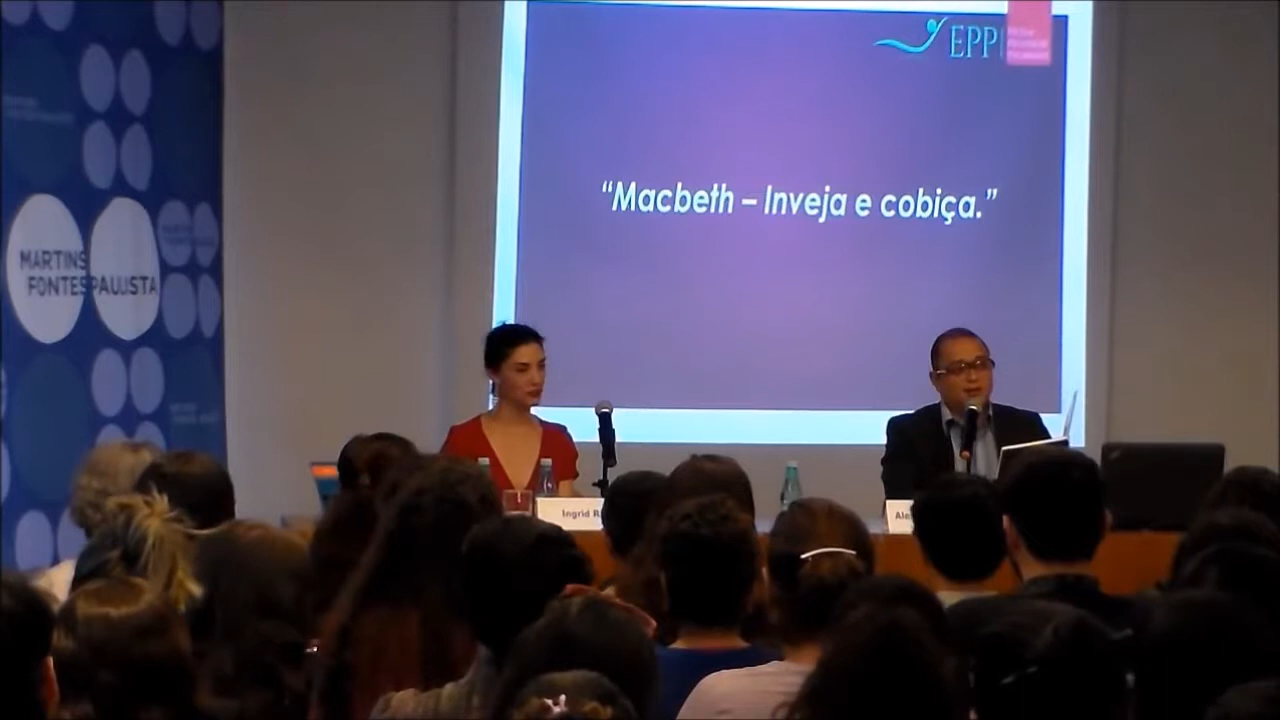 EPP
"Macbeth – Inveja e cobiça."
MARTINS
FONTES PAULISTA
Ingrid R
Ale